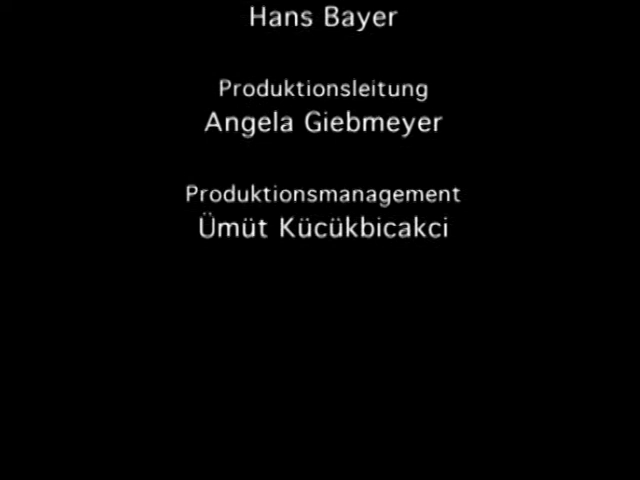 Hans Bayer
Produktionsleitung
Angela Giebmeyer
Produktionsmanagement
Ümüt Kücükbicakci